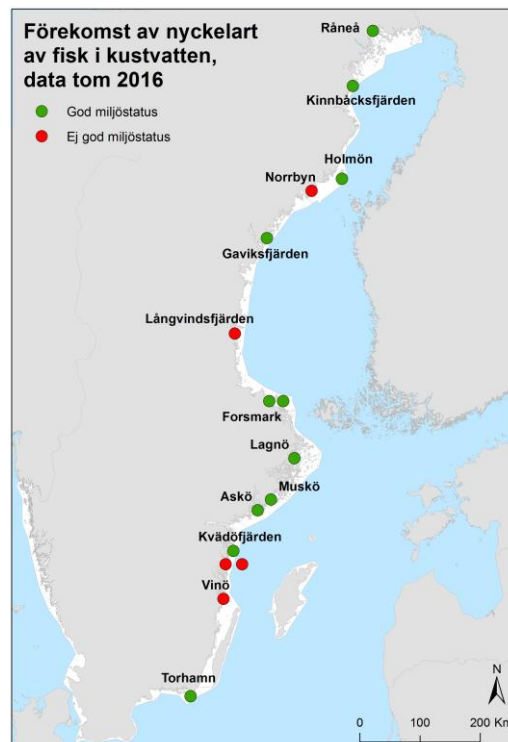 Förekomst av nyckelart
av fisk i kustvatten,
data tom 2016
God miljöstatus
Ej god miljöstatus
Råneå
Kinnbäcksfjärden
Holmön
Norrbyn
Gaviksfjärden
Långvindsfjärden
Forsmark
Lagnö
Muskö
Askö
Kvädöfjärden
Vinö
Torhamn
N
0 100 200 Km